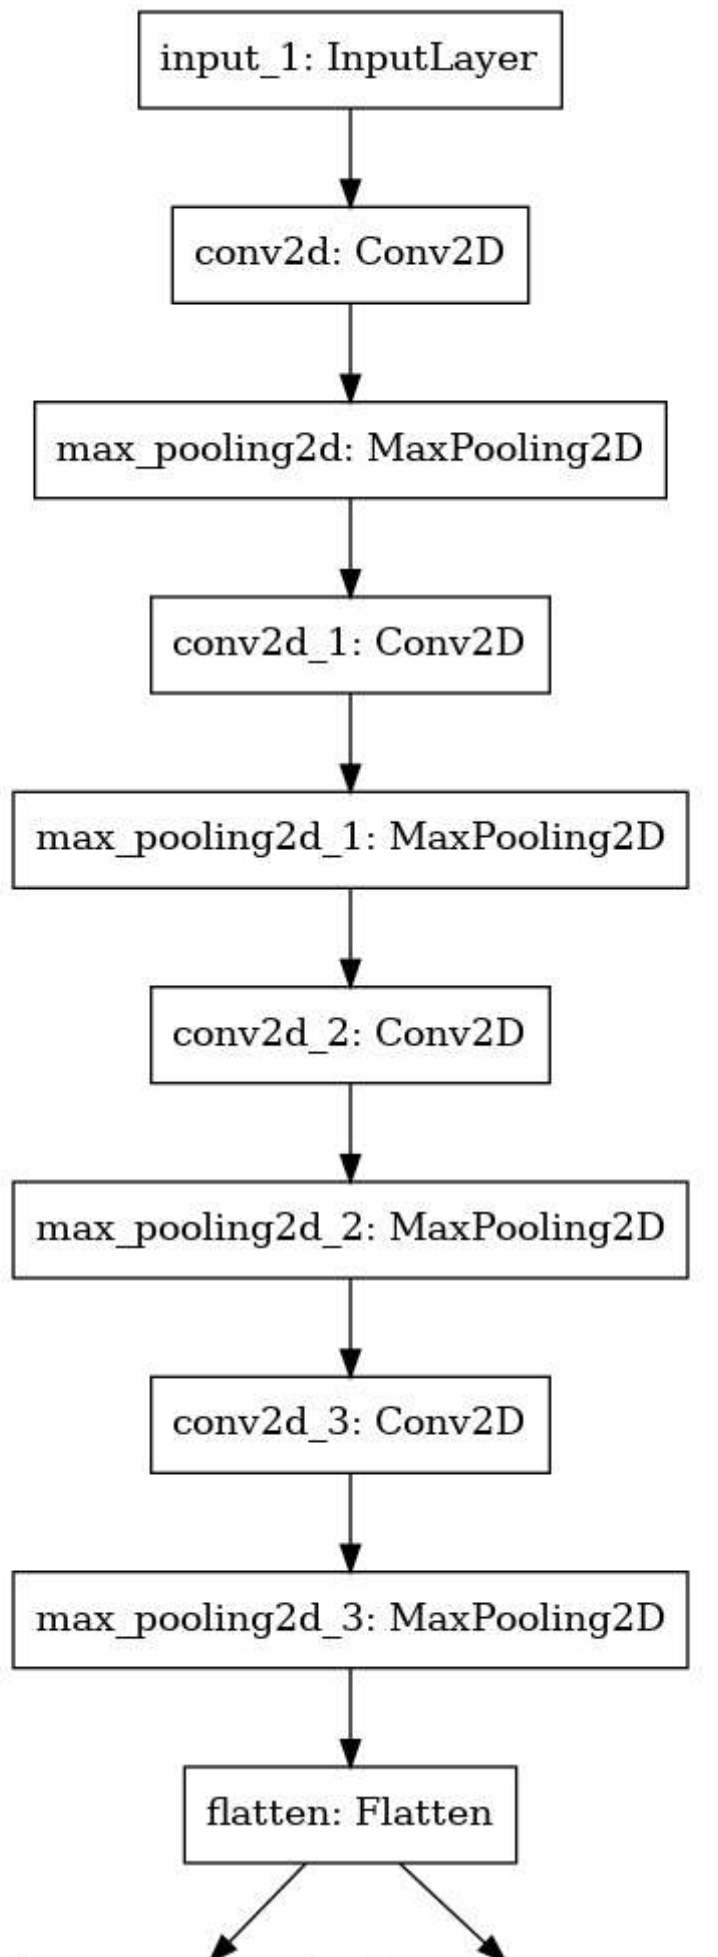 input_1: InputLayer
conv2d: Conv2D
max_pooling2d: MaxPooling2D
conv2d_1: Conv2D
max_pooling2d_1: MaxPooling2D
conv2d_2: Conv2D
max_pooling2d_2: MaxPooling2D
conv2d_3: Conv2D
max_pooling2d_3: MaxPooling2D
flatten: Flatten